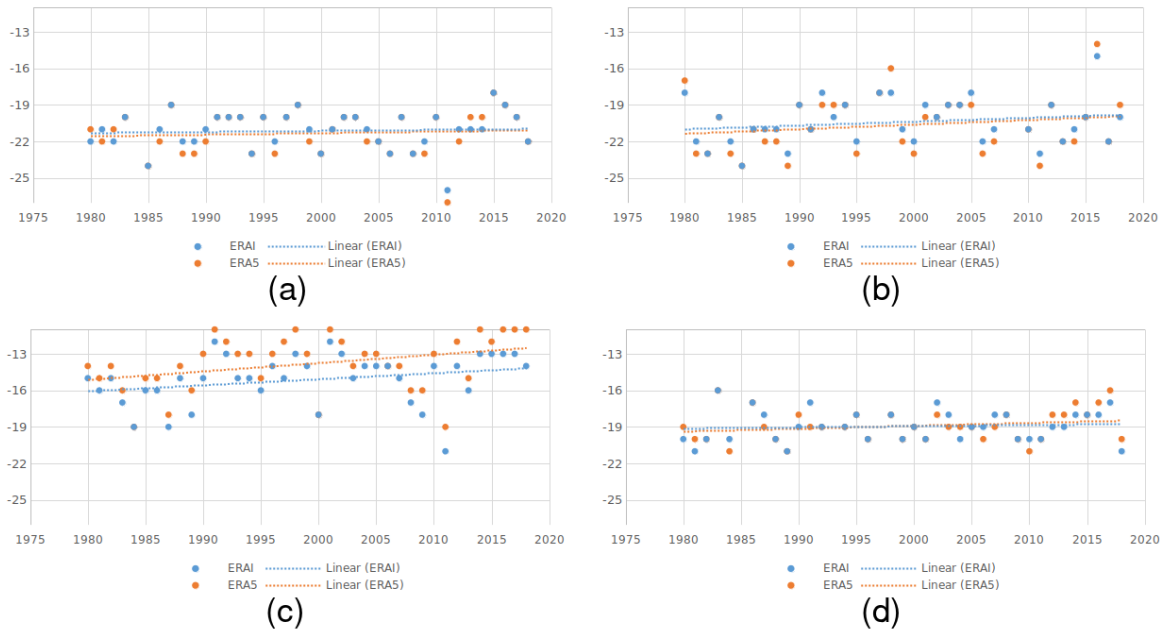 -13 -13
-16 -16
-19 -19
-22 -22
-25 -25
1975 1980 1985 1990 1995 2000 2005 2010 2015 2020 1975 1980 1985 1990 1995 2000 2005 2010 2015 2020
ERAI Linear (ERAI) ERAI Linear (ERAI)
ERA5 Linear (ERA5) ERA5 Linear (ERA5)
(a) (b)
-13 -13
-16 -16
-19 -19
-22 -22
-25 -25
1975 1980 1985 1990 1995 2000 2005 2010 2015 2020 1975 1980 1985 1990 1995 2000 2005 2010 2015 2020
ERAI Linear (ERAI) ERAI Linear (ERAI)
ERA5 Linear (ERA5) ERA5 Linear (ERA5)
(c) (d)